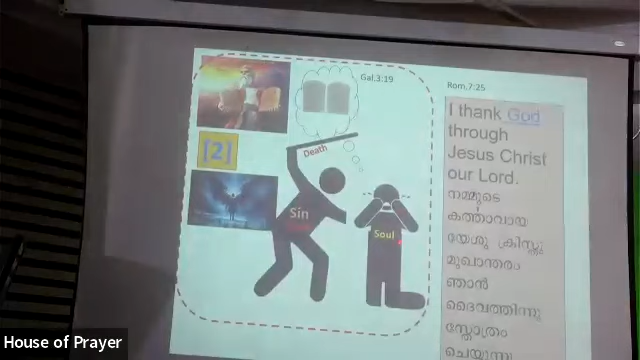 Gal.3:19
Rom.7:25
[2]
Death
Sin
Soul
I thank God
through
Jesus Christ
our Lord.
നമ്മുടെ
കർത്താവായ
യേശു ക്രിസ്തു
മുഖാന്തരം
ഞാൻ
ദൈവത്തിന്നു
സ്തോത്രം
ചെയ്യുന്നു
House of Prayer